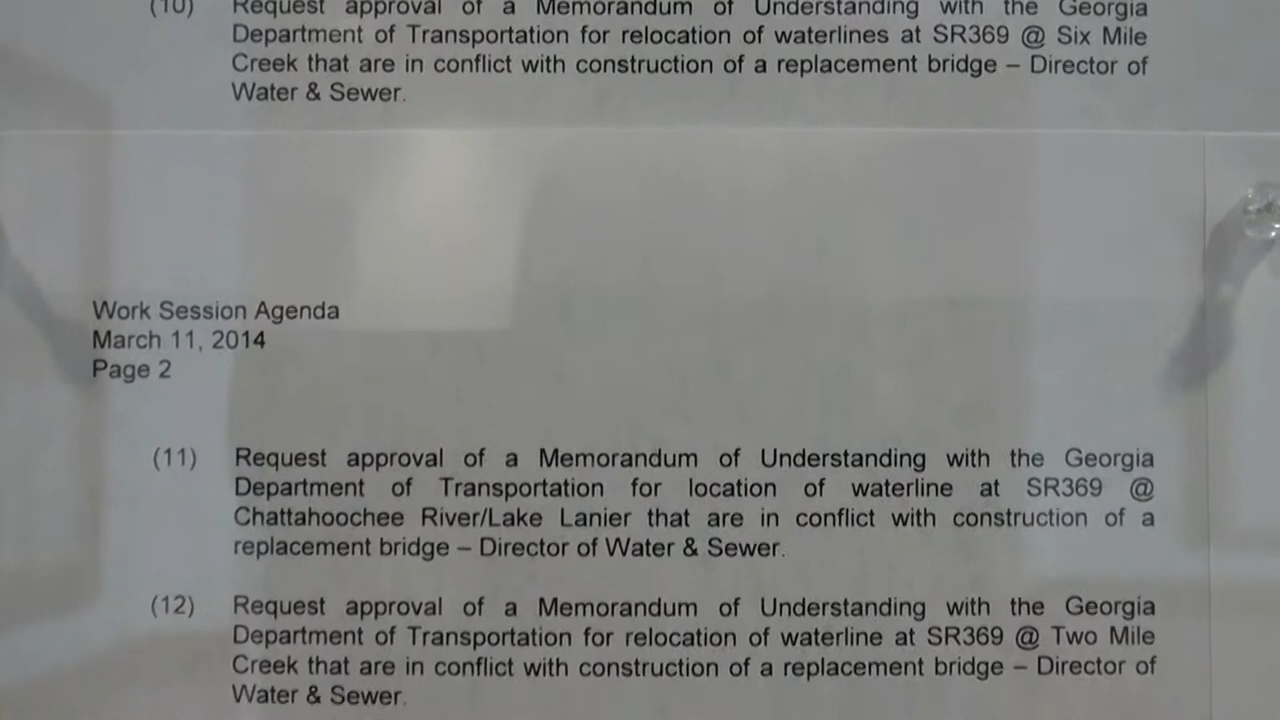 (10) Request approval of a Memorandum of Understanding with the Georgia
Department of Transportation for relocation of waterlines at SR369 @ Six Mile
Creek that are in conflict with construction of a replacement bridge – Director of
Water & Sewer.
Work Session Agenda
March 11, 2014
Page 2
(11) Request approval of a Memorandum of Understanding with the Georgia
Department of Transportation for location of waterline at SR369 @
Chattahoochee River/Lake Lanier that are in conflict with construction of a
replacement bridge – Director of Water & Sewer.
(12) Request approval of a Memorandum of Understanding with the Georgia
Department of Transportation for relocation of waterline at SR369 @ Two Mile
Creek that are in conflict with construction of a replacement bridge – Director of
Water & Sewer.